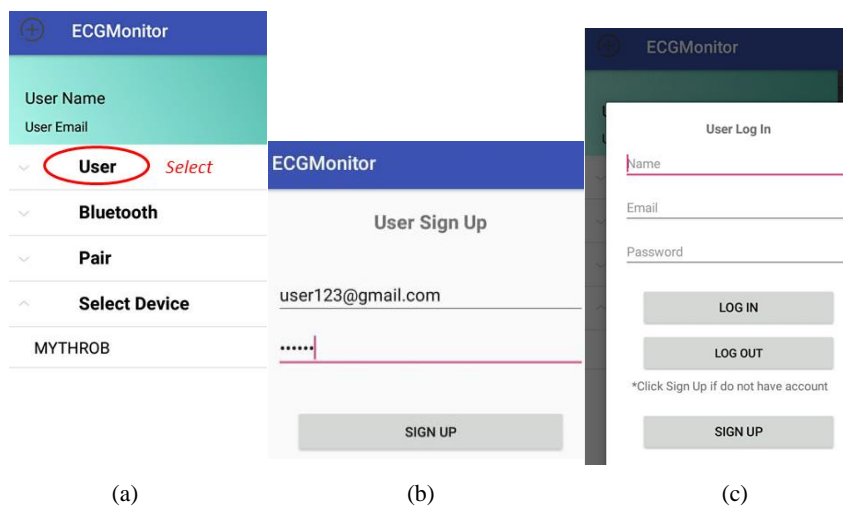 ECGMonitor
User Name
User Email
User Select
Bluetooth
Pair
Select Device
MYTHROB
(a)
ECGMonitor
User Sign Up
user123@gmail.com
••••••
SIGN UP
(b)
ECGMonitor
User Log In
Name
Email
Password
LOG IN
LOG OUT
*Click Sign Up if do not have account
SIGN UP
(c)